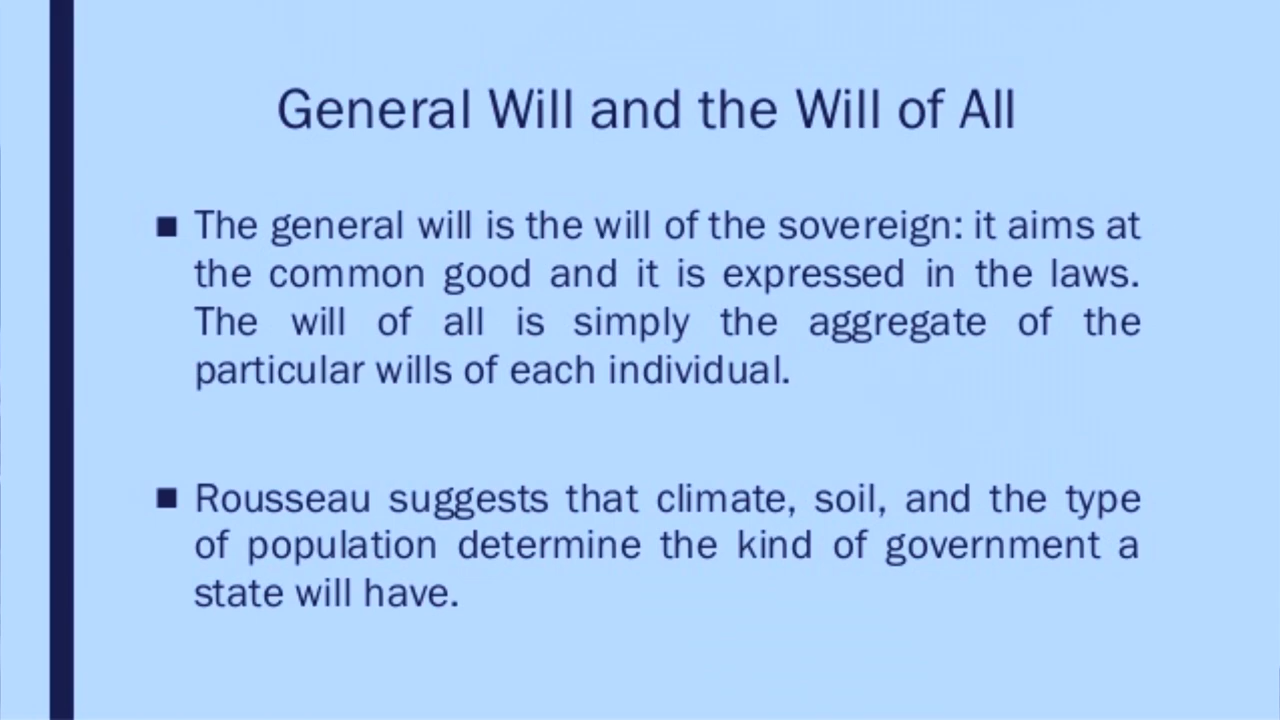 General Will and the Will of All
■ The general will is the will of the sovereign: it aims at
the common good and it is expressed in the laws.
The will of all is simply the aggregate of the
particular wills of each individual.
■ Rousseau suggests that climate, soil, and the type
of population determine the kind of government a
state will have.